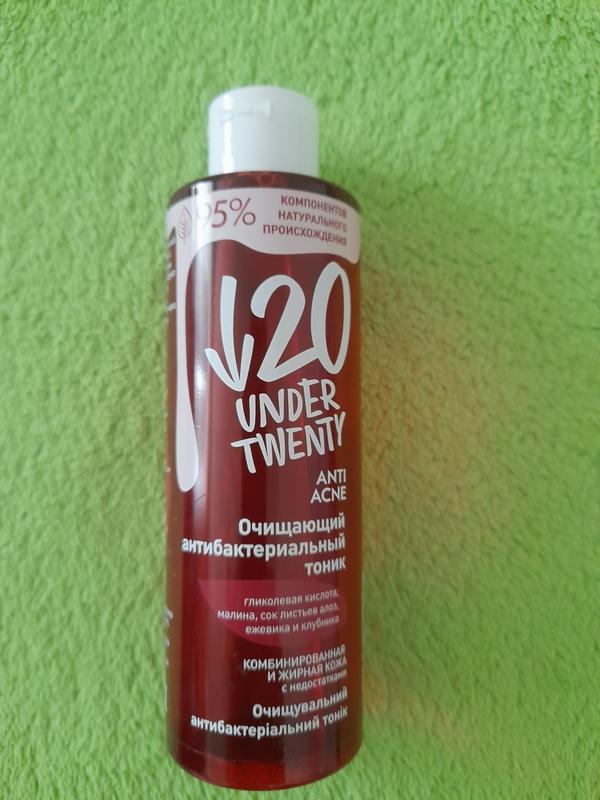 95%
КОМПОНЕНТОВ
НАТУРАЛЬНОГО
ПРОИСХОЖДЕНИЯ
20
UNDER
TWENTY
ANTI
ACNE
Очищающий
антибактериальный
тоник
гликолевая кислота,
малина, сок листьев алоэ,
ежевика и клубника
КОМБИНИРОВАННАЯ
И ЖИРНАЯ КОЖА
с недостатками
Очищувальний
антибактеріальний тонік